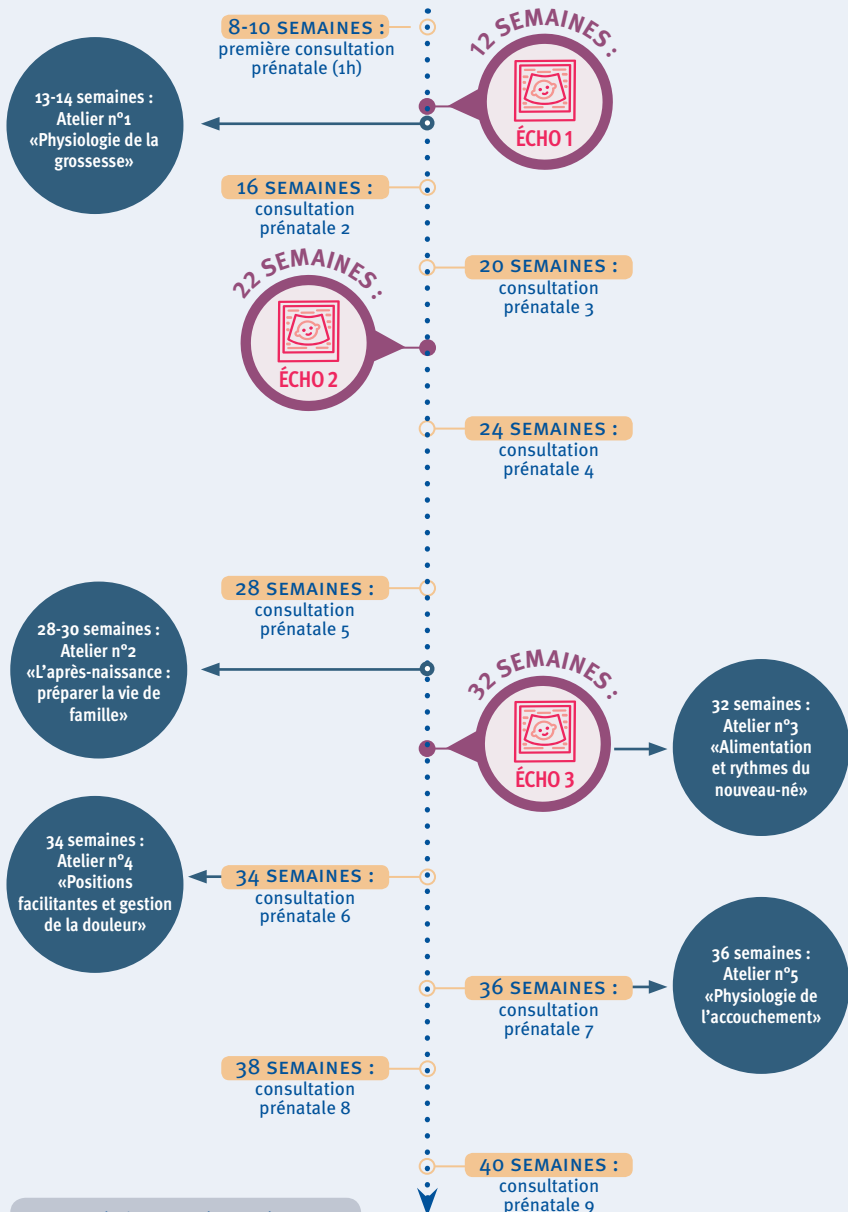 8-10 SEMAINES :
première consultation
prénatale (1h)
12 SEMAINES :
ÉCHO 1
13-14 semaines :
Atelier n°1
«Physiologie de la
grossesse»
16 SEMAINES :
consultation
prénatale 2
20 SEMAINES :
consultation
prénatale 3
22 SEMAINES :
ÉCHO 2
24 SEMAINES :
consultation
prénatale 4
28 SEMAINES :
consultation
prénatale 5
28-30 semaines :
Atelier n°2
«L'après-naissance :
préparer la vie de
famille»
32 SEMAINES :
ÉCHO 3
32 semaines :
Atelier n°3
«Alimentation
et rythmes du
nouveau-né»
34 semaines :
Atelier n°4
«Positions
facilitantes et gestion
de la douleur»
34 SEMAINES :
consultation
prénatale 6
36 SEMAINES :
consultation
prénatale 7
36 semaines :
Atelier n°5
«Physiologie de
l'accouchement»
38 SEMAINES :
consultation
prénatale 8
40 SEMAINES :
consultation
prénatale 9